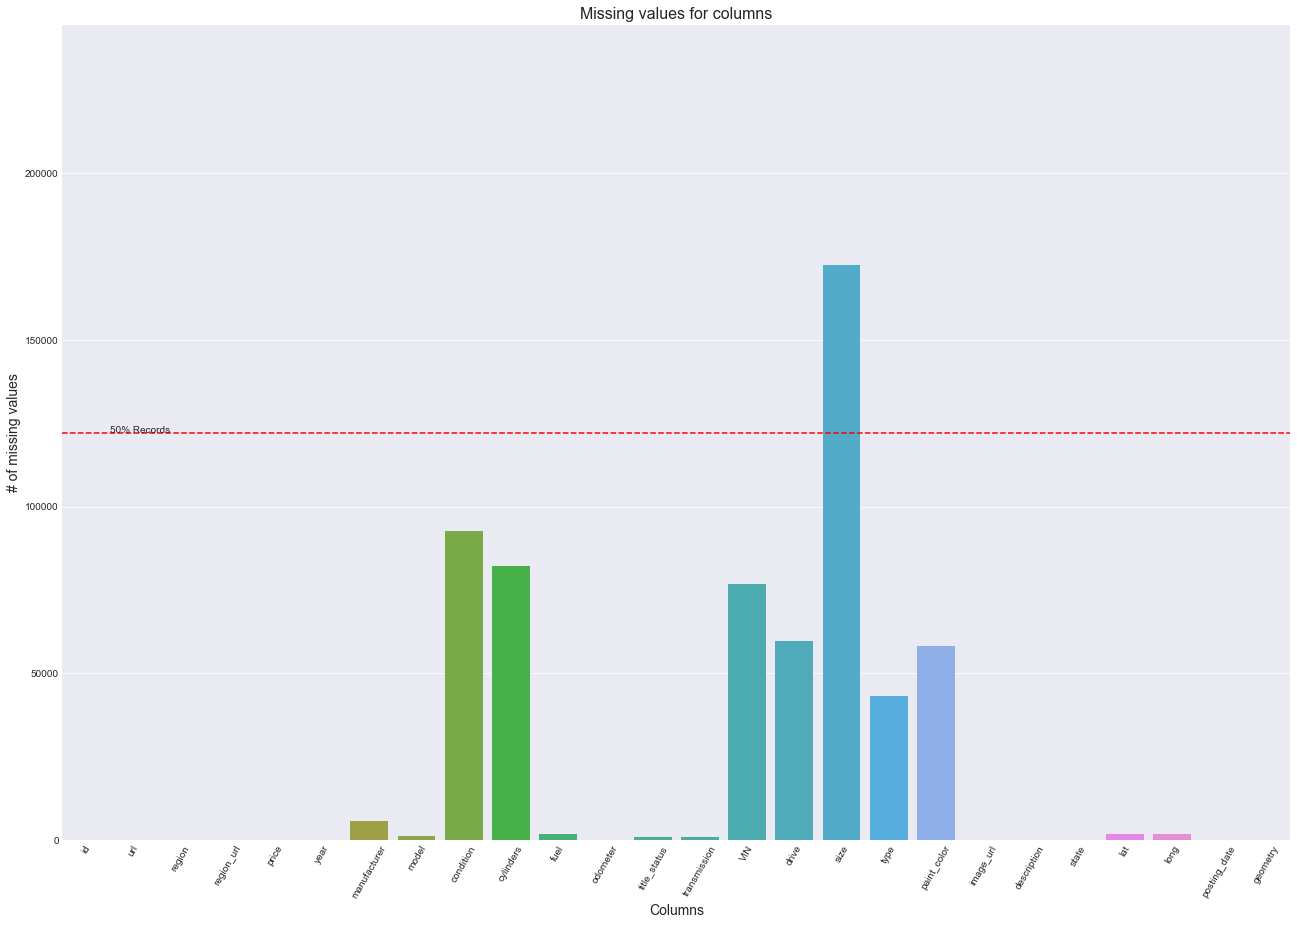 Missing values for columns
200000
150000
100000
50000
0
# of missing values
50% Records
id
url
region
region_url
price
year
manufacturer
model
condition
cylinders
fuel
odometer
title_status
transmission
VIN
drive
size
type
paint_color
image_url
description
state
lat
long
posting_date
geometry
Columns